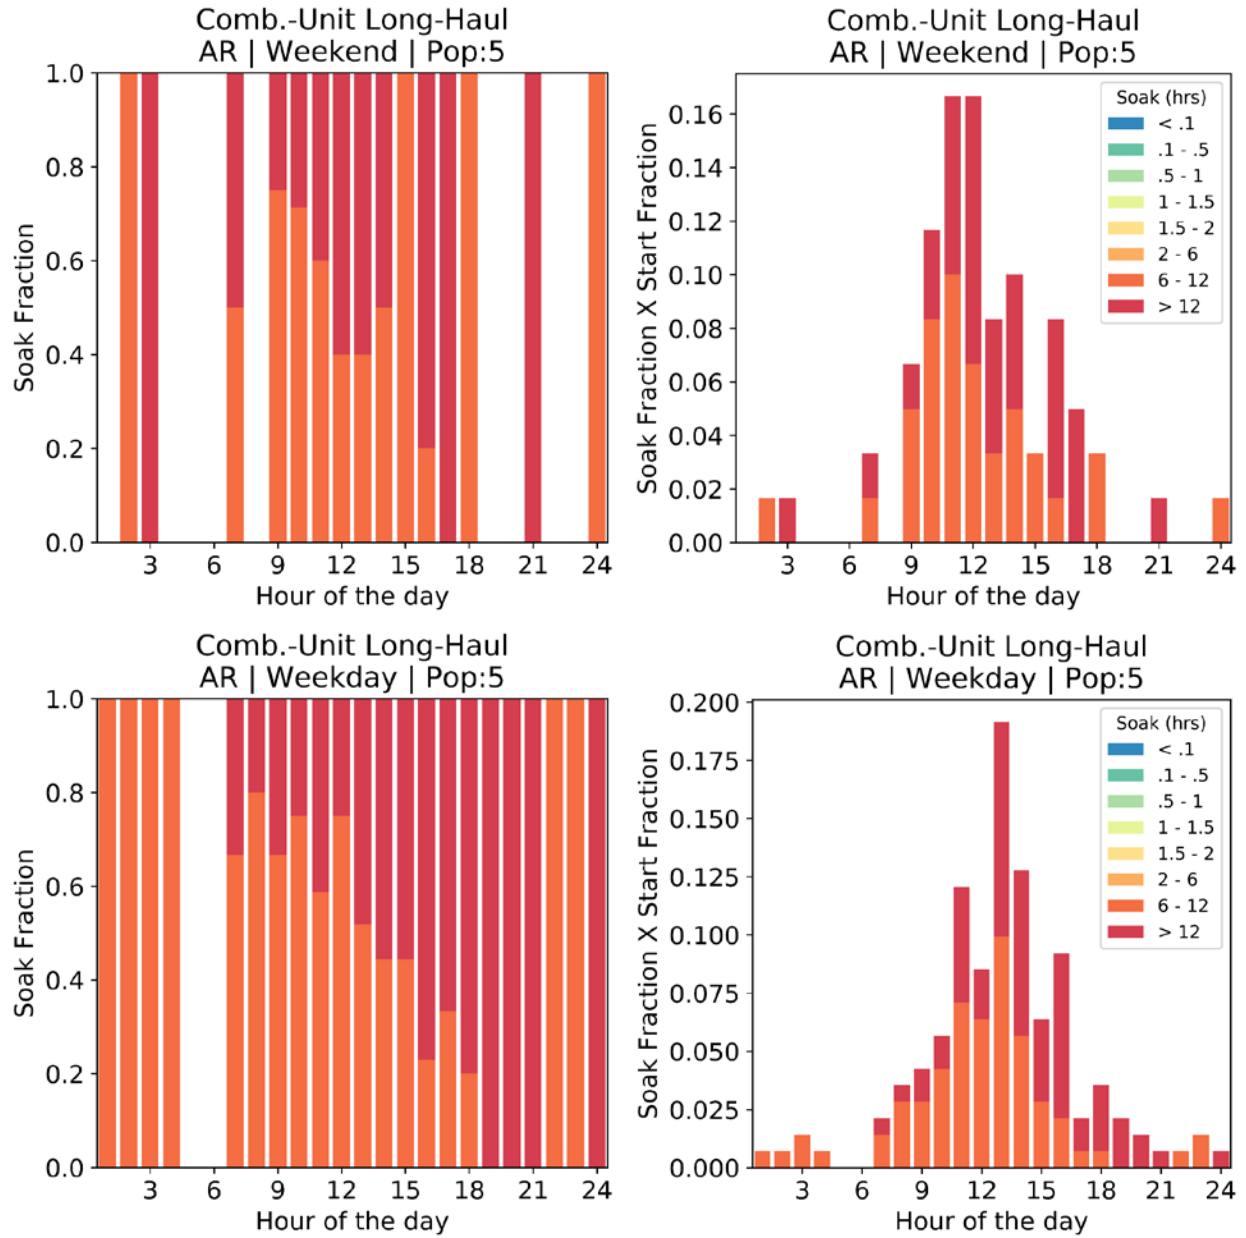 Comb.-Unit Long-Haul
AR | Weekend | Pop:5
Soak Fraction
1.0
0.8
0.6
0.4
0.2
0.0
3 6 9 12 15 18 21 24
Hour of the day
Comb.-Unit Long-Haul
AR | Weekend | Pop:5
Soak Fraction X Start Fraction
0.16
0.14
0.12
0.10
0.08
0.06
0.04
0.02
0.00
Soak (hrs)
< .1
.1 - .5
.5 - 1
1 - 1.5
1.5 - 2
2 - 6
6 - 12
> 12
3 6 9 12 15 18 21 24
Hour of the day
Comb.-Unit Long-Haul
AR | Weekday | Pop:5
Soak Fraction
1.0
0.8
0.6
0.4
0.2
0.0
3 6 9 12 15 18 21 24
Hour of the day
Comb.-Unit Long-Haul
AR | Weekday | Pop:5
Soak Fraction X Start Fraction
0.200
0.175
0.150
0.125
0.100
0.075
0.050
0.025
0.000
Soak (hrs)
< .1
.1 - .5
.5 - 1
1 - 1.5
1.5 - 2
2 - 6
6 - 12
> 12
3 6 9 12 15 18 21 24
Hour of the day